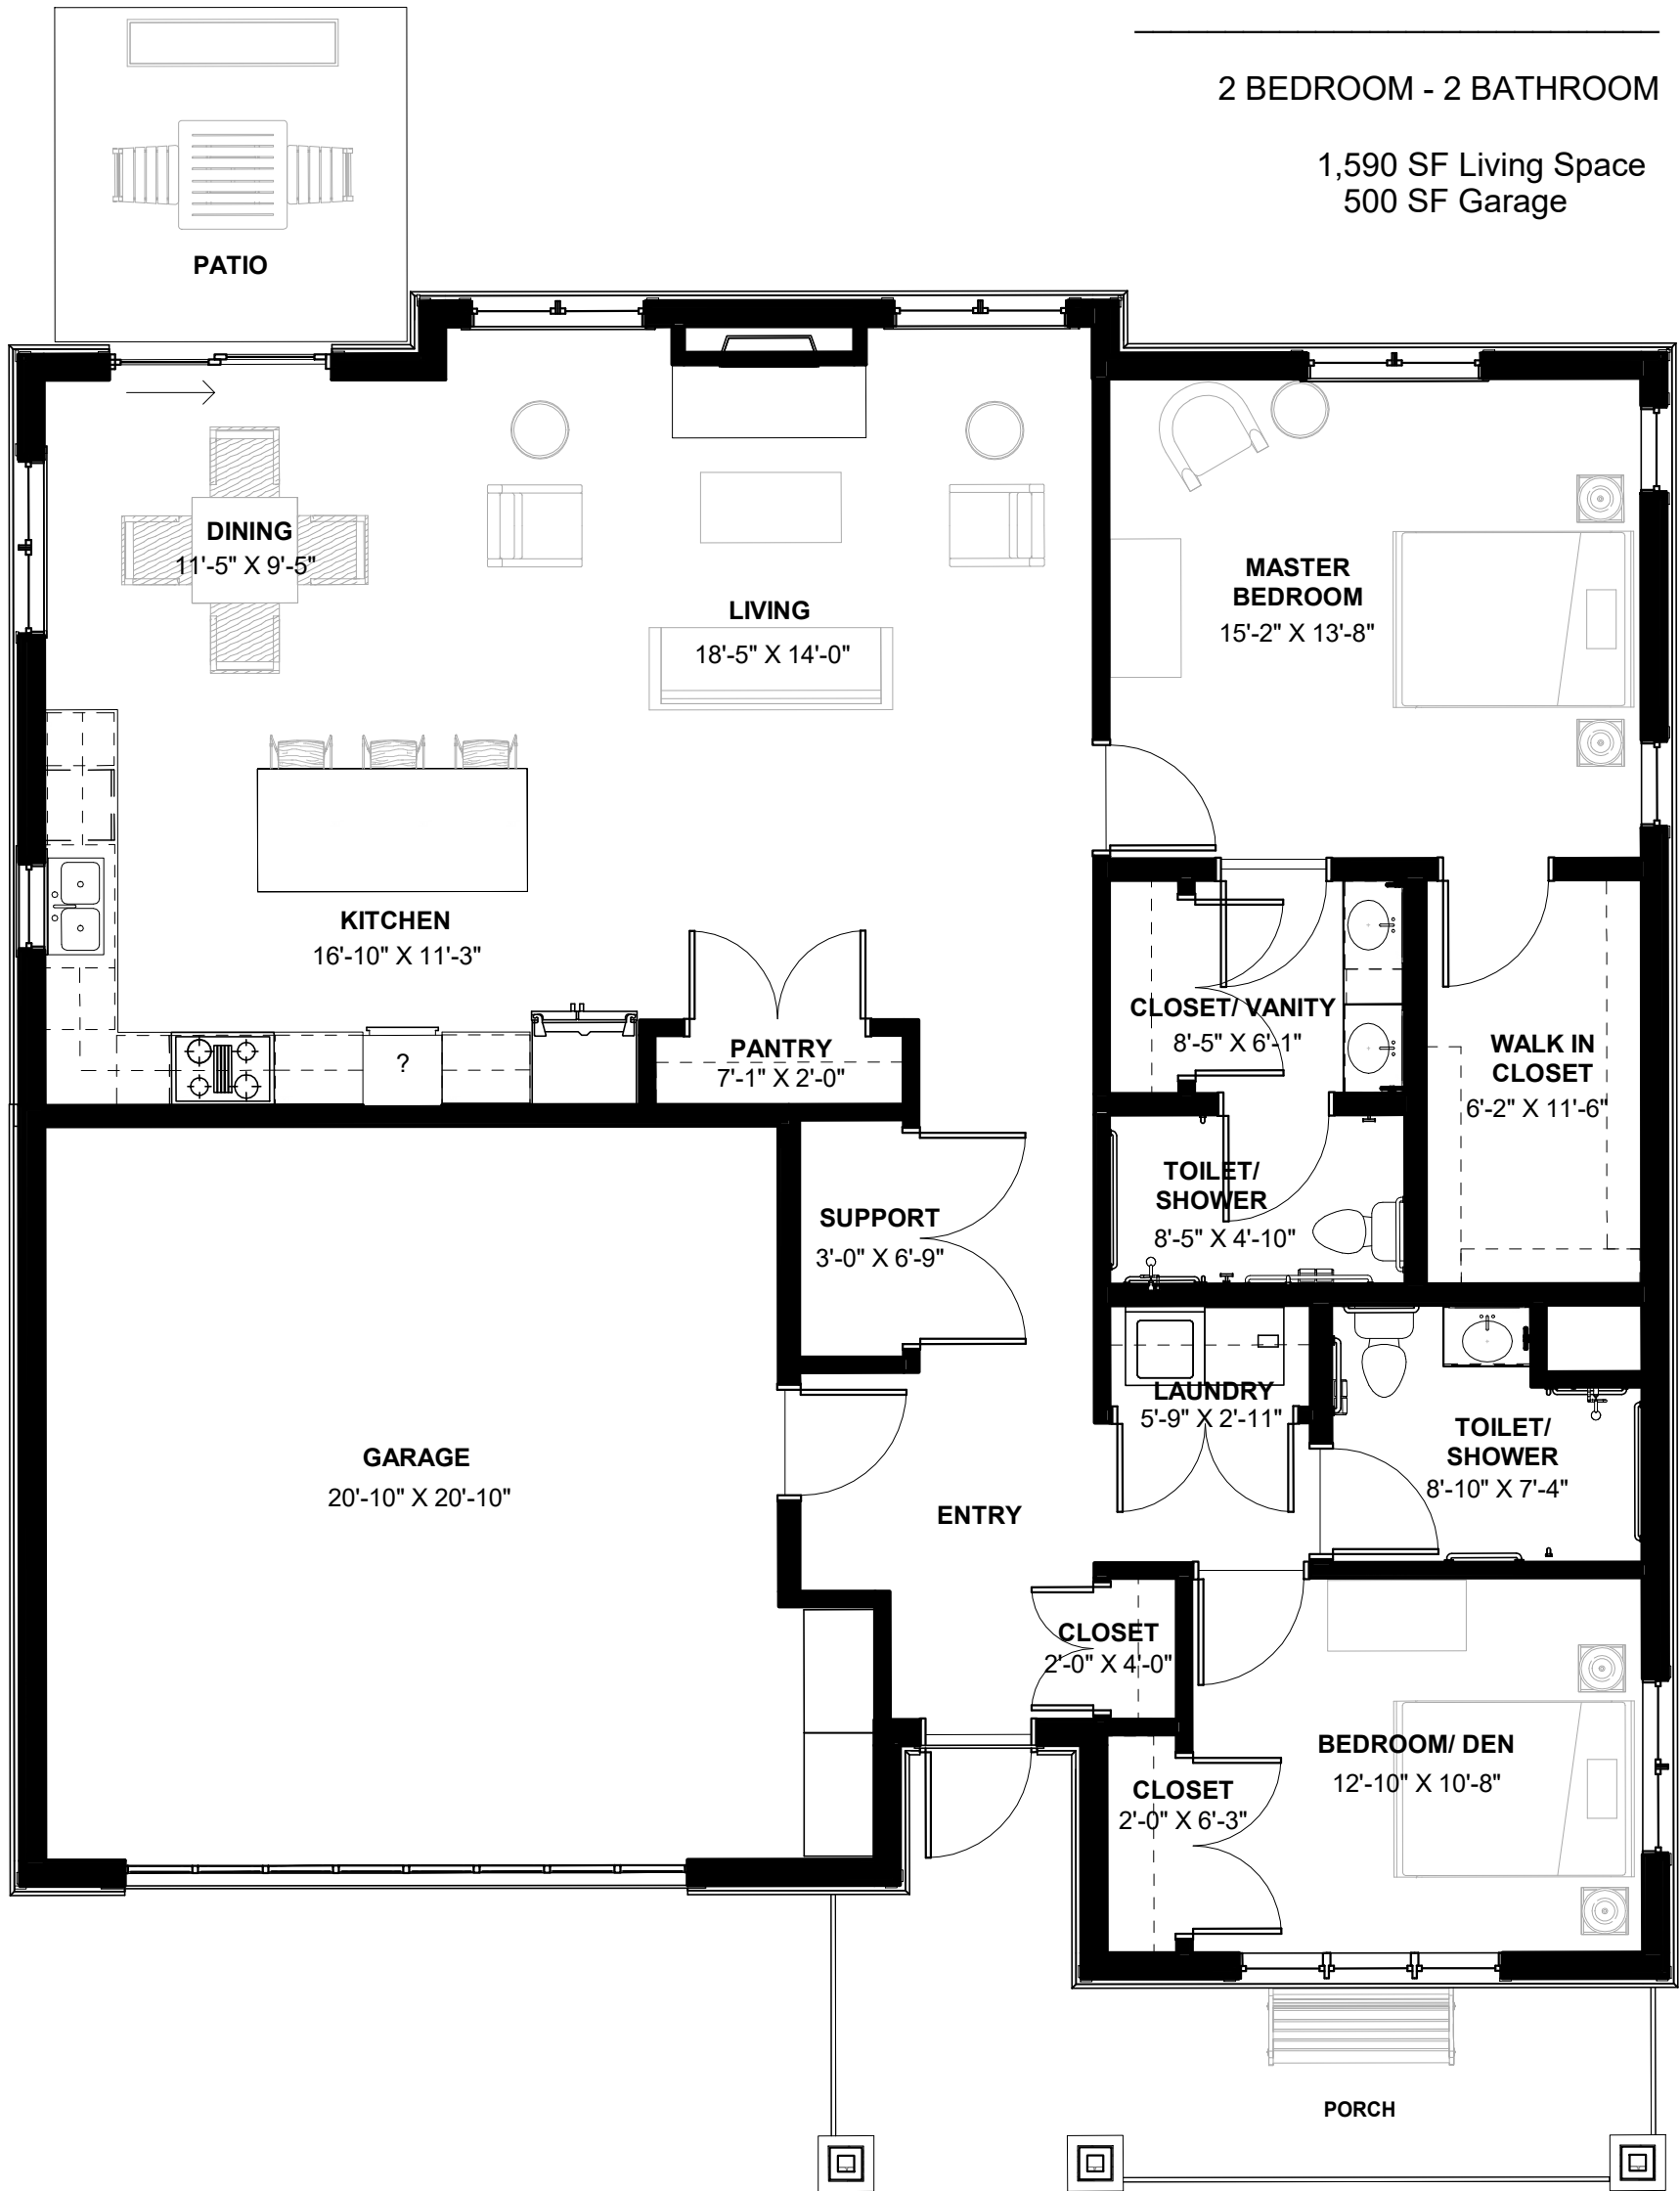 2 BEDROOM - 2 BATHROOM
1,590 SF Living Space
500 SF Garage
PATIO
DINING
11'-5" X 9'-5"
LIVING
18'-5" X 14'-0"
MASTER
BEDROOM
15'-2" X 13'-8"
KITCHEN
16'-10" X 11'-3"
?
PANTRY
7'-1" X 2'-0"
CLOSET/ VANITY
8'-5" X 6'-1"
WALK IN
CLOSET
6'-2" X 11'-6"
TOILET/
SHOWER
8'-5" X 4'-10"
SUPPORT
3'-0" X 6'-9"
LAUNDRY
5'-9" X 2'-11"
TOILET/
SHOWER
8'-10" X 7'-4"
GARAGE
20'-10" X 20'-10"
ENTRY
CLOSET
2'-0" X 4'-0"
BEDROOM/ DEN
12'-10" X 10'-8"
CLOSET
2'-0" X 6'-3"
PORCH